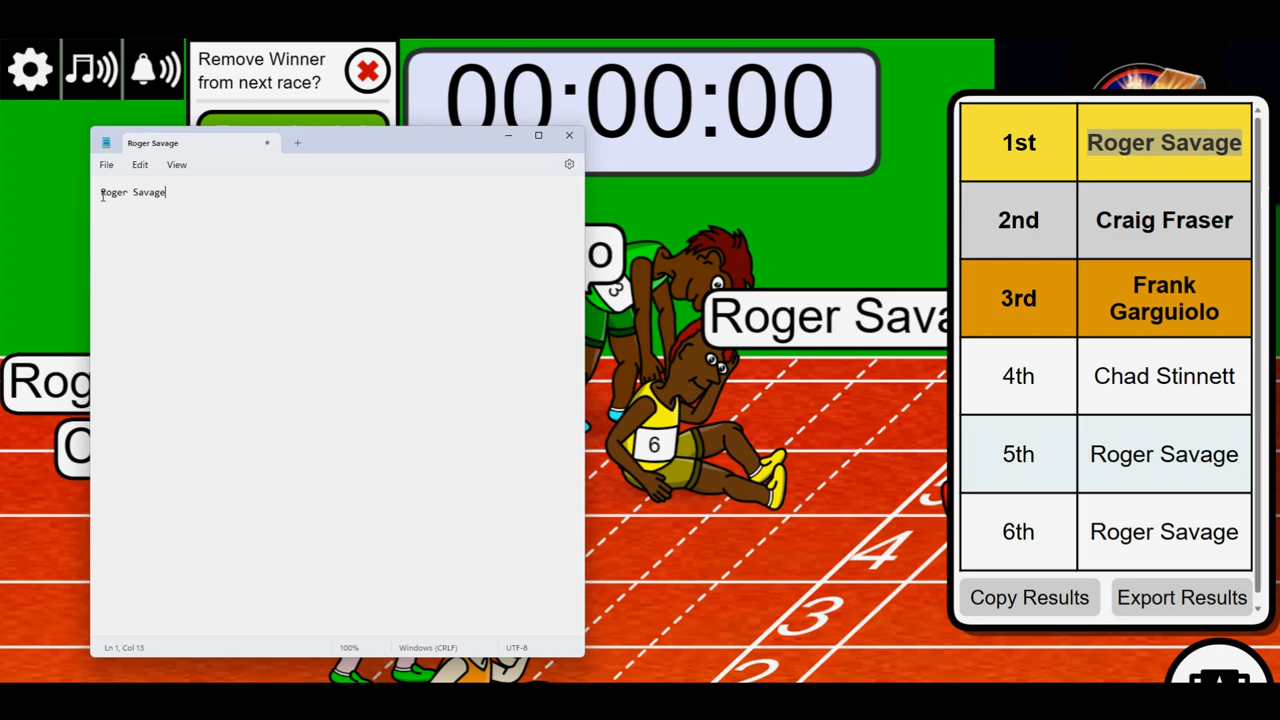 Remove Winner
from next race?
00:00:00
Roger Savage
File Edit View
Roger Savage
Ln 1, Col 13
100%
Windows (CRLF)
UTF-8
o
3
Roger Sava
6
Rog
4
3
2
1st Roger Savage
2nd Craig Fraser
3rd Frank
Garguiolo
4th Chad Stinnett
5th Roger Savage
6th Roger Savage
Copy Results Export Results